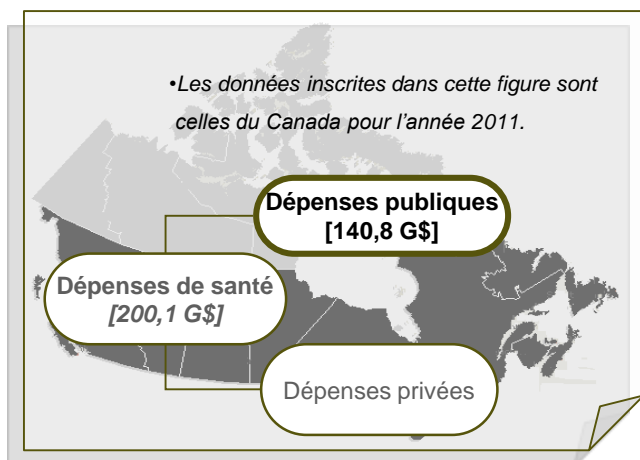 •Les données inscrites dans cette figure sont
celles du Canada pour l’année 2011.
Dépenses publiques
[140,8 G$]
Dépenses de santé
[200,1 G$]
Dépenses privées